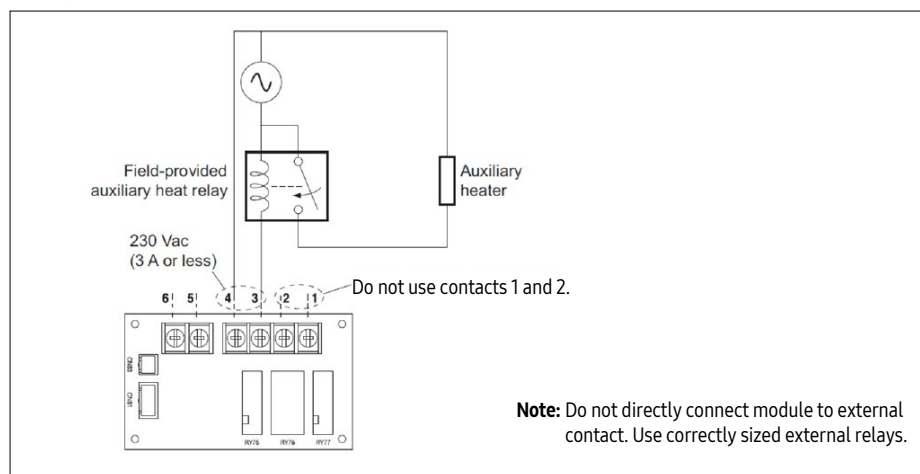 Field-provided
auxiliary heat relay
Auxiliary
heater
230 Vac
(3 A or less)
6 5 4 3 2 1
Do not use contacts 1 and 2.
CN83
CN81
RY75 RY76 RY77
Note: Do not directly connect module to external
contact. Use correctly sized external relays.